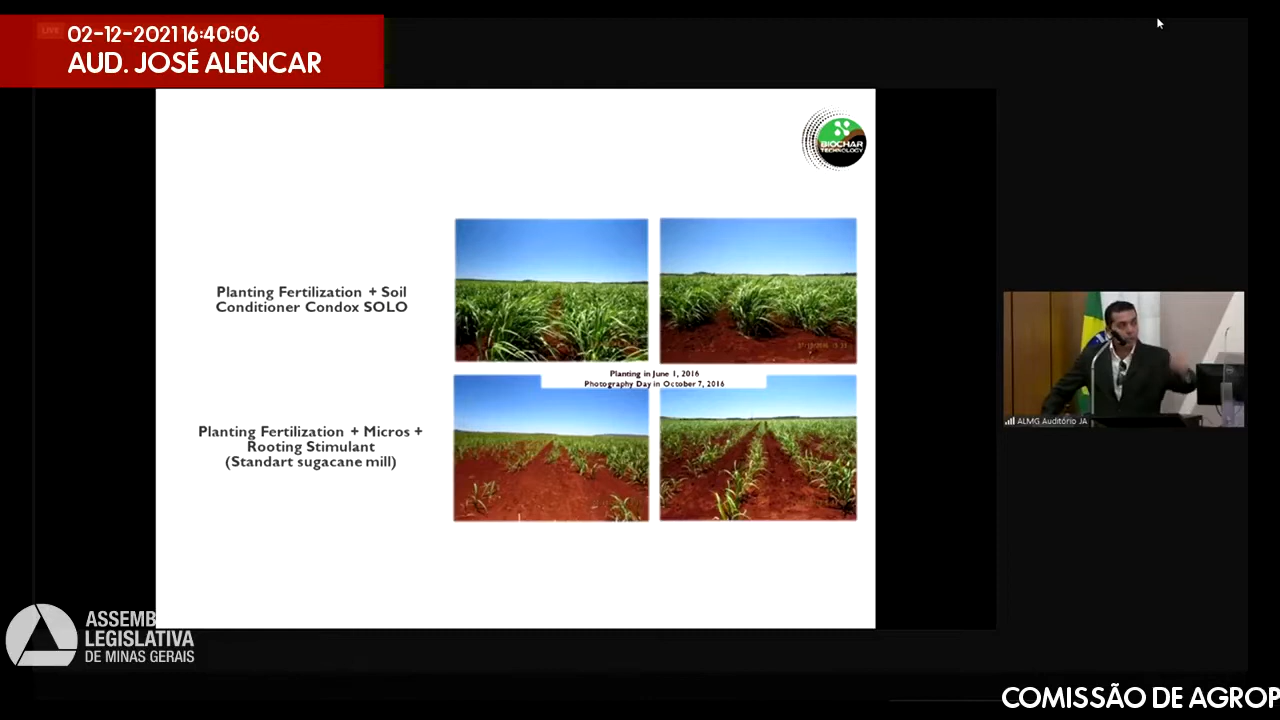 LIVE
02-12-2021 16:40:06
AUD. JOSÉ ALENCAR
BIOCHAR
TECHNOLOGY
Planting Fertilization + Soil
Conditioner Condox SOLO
Planting in June 1, 2016
Photography Day in October 7, 2016
Planting Fertilization + Micros +
Rooting Stimulant
(Standart sugacane mill)
ALMG Auditório JA
ASSEMB
LEGISLATIVA
DE MINAS GERAIS
COMISSÃO DE AGROP